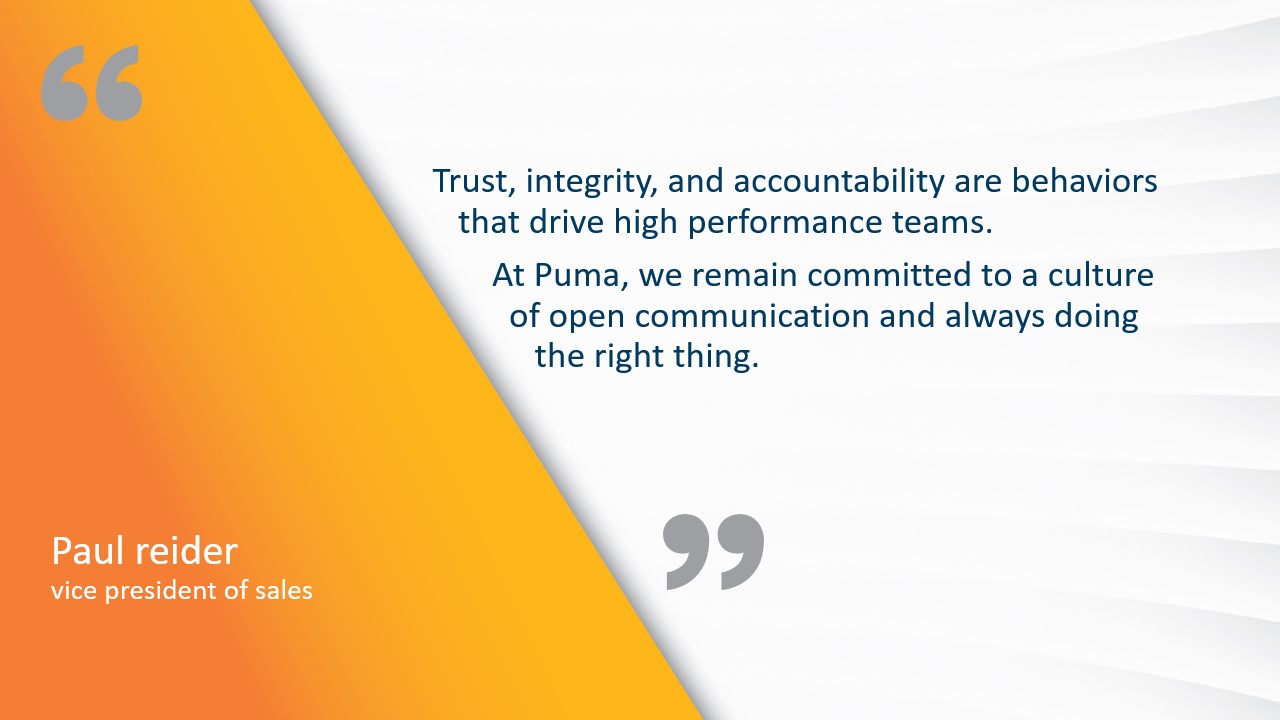 “
Trust, integrity, and accountability are behaviors
that drive high performance teams.
At Puma, we remain committed to a culture
of open communication and always doing
the right thing.
”
Paul reider
vice president of sales